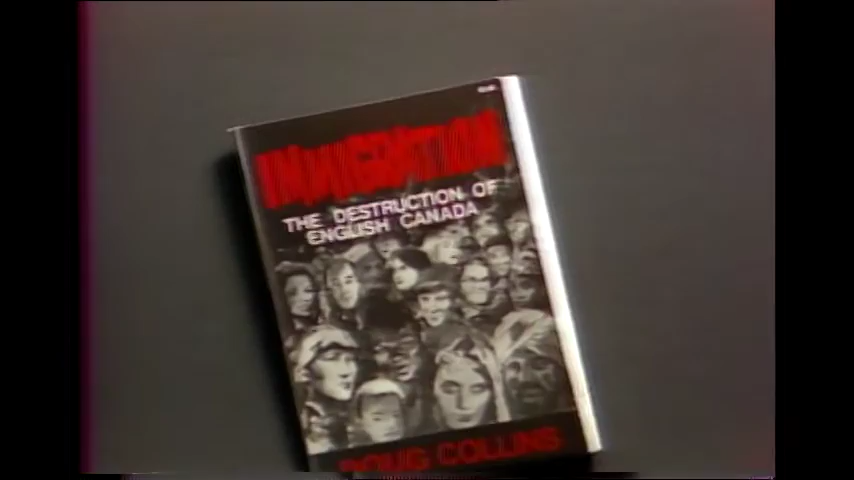 IMMIGRATION
THE DESTRUCTION OF
ENGLISH CANADA
DOUG COLLINS